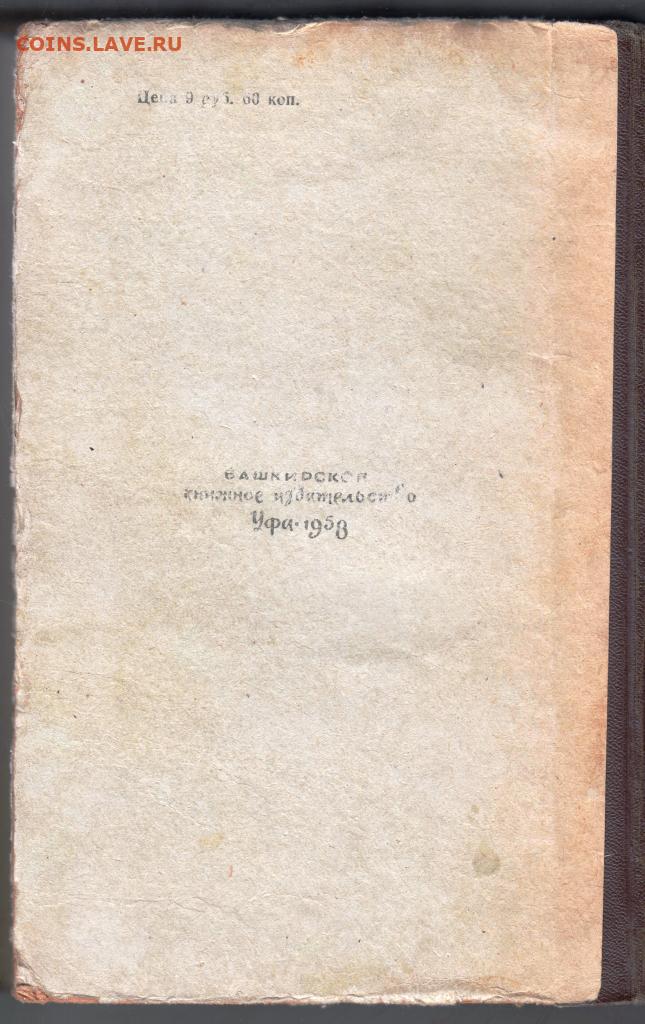 COINS.LAVE.RU
Цена 9 руб. 60 коп.
БАШКИРСКОЕ
книжное издательство
Уфа·1958